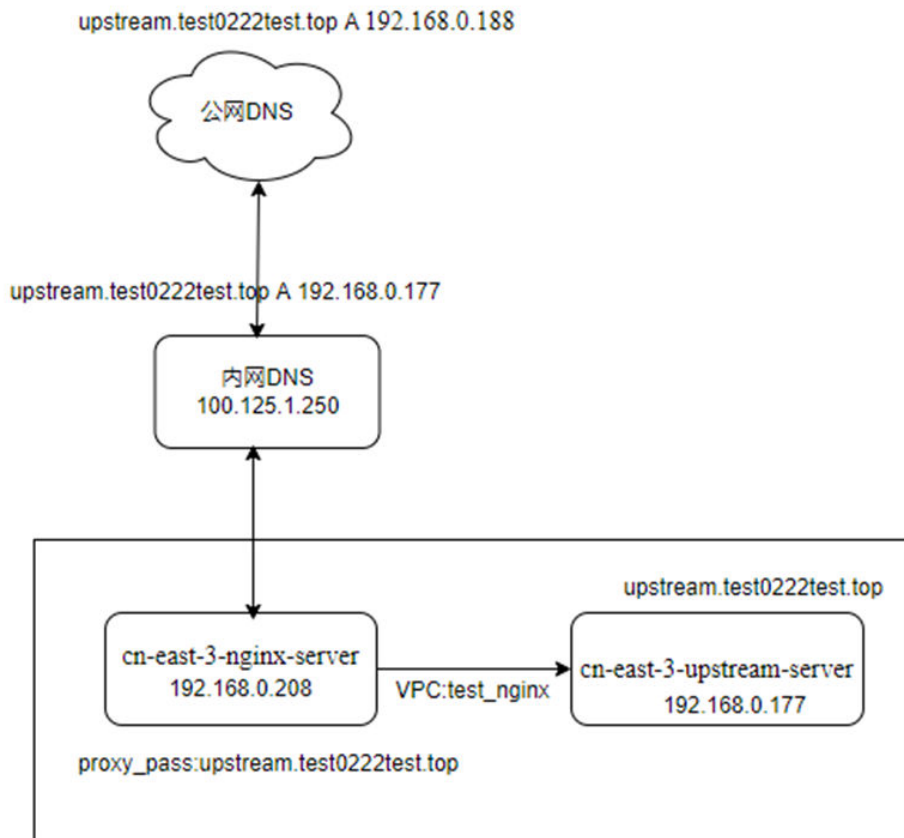 upstream.test0222test.top A 192.168.0.188
公网DNS
upstream.test0222test.top A 192.168.0.177
内网DNS
100.125.1.250
upstream.test0222test.top
cn-east-3-nginx-server
192.168.0.208
VPC:test_nginx
cn-east-3-upstream-server
192.168.0.177
proxy_pass:upstream.test0222test.top